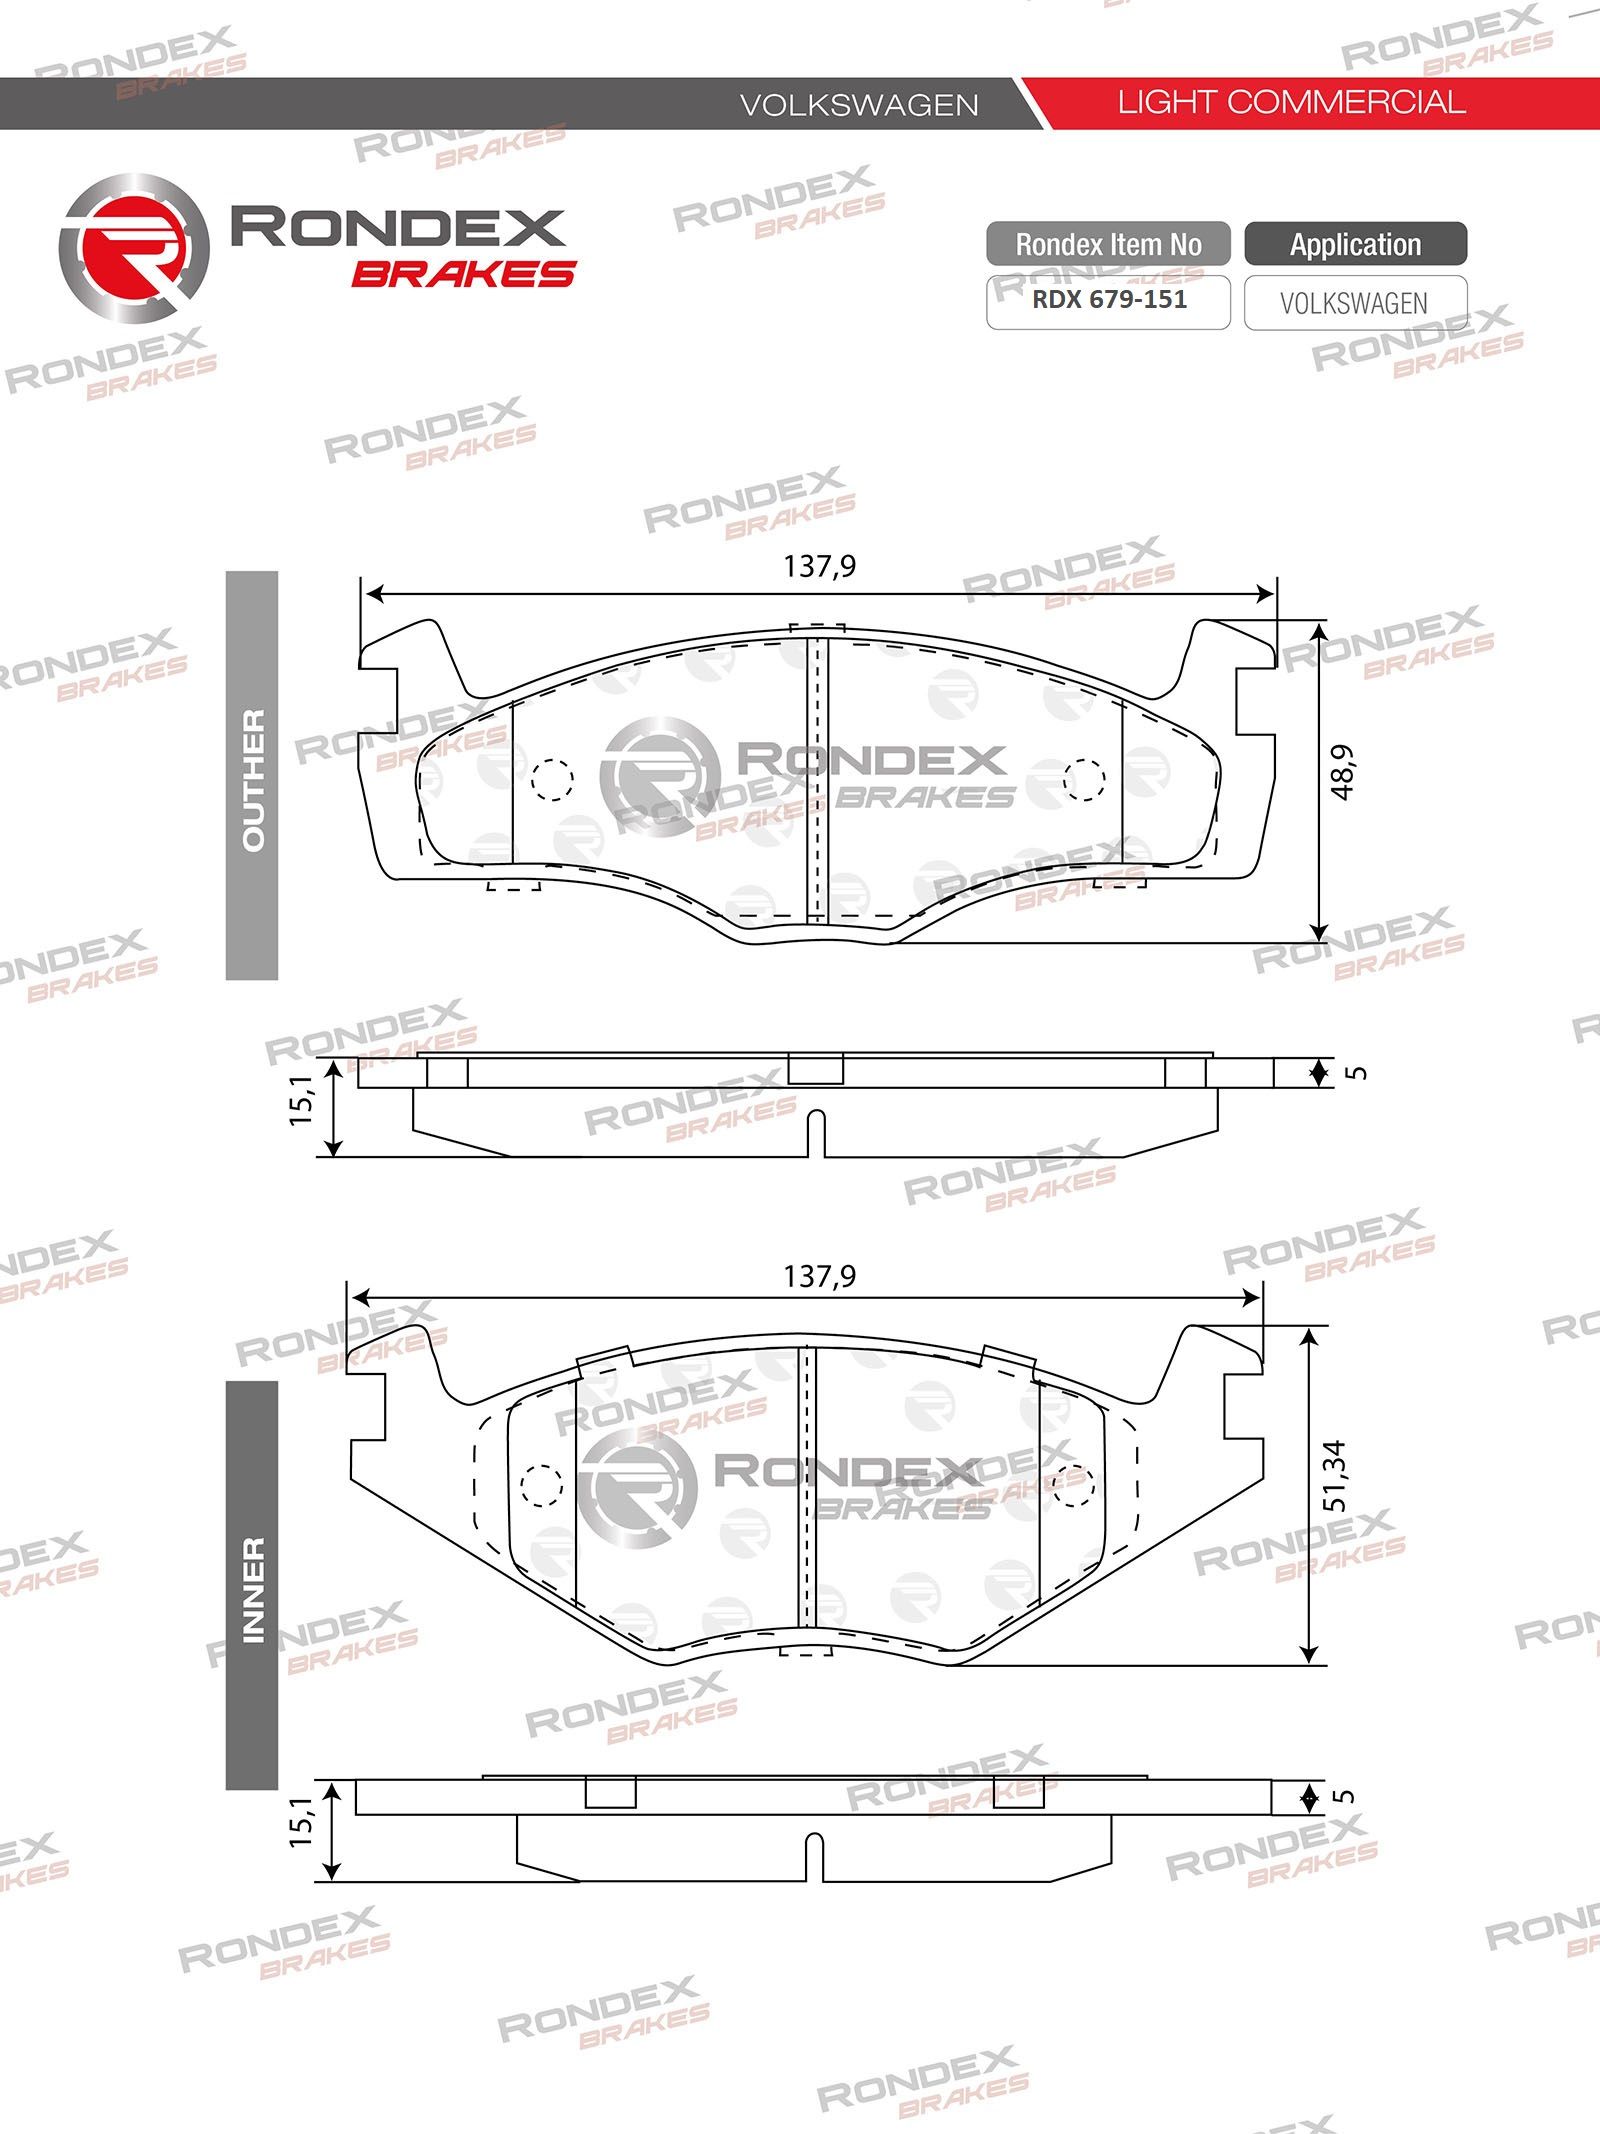 VOLKSWAGEN LIGHT COMMERCIAL
RONDEX
BRAKES
Rondex Item No Application
RDX 679-151 VOLKSWAGEN
137,9
OUTHER
48,9
RONDEX
BRAKES
15,1
5
137,9
INNER
51,34
RONDEX
BRAKES
15,1
5